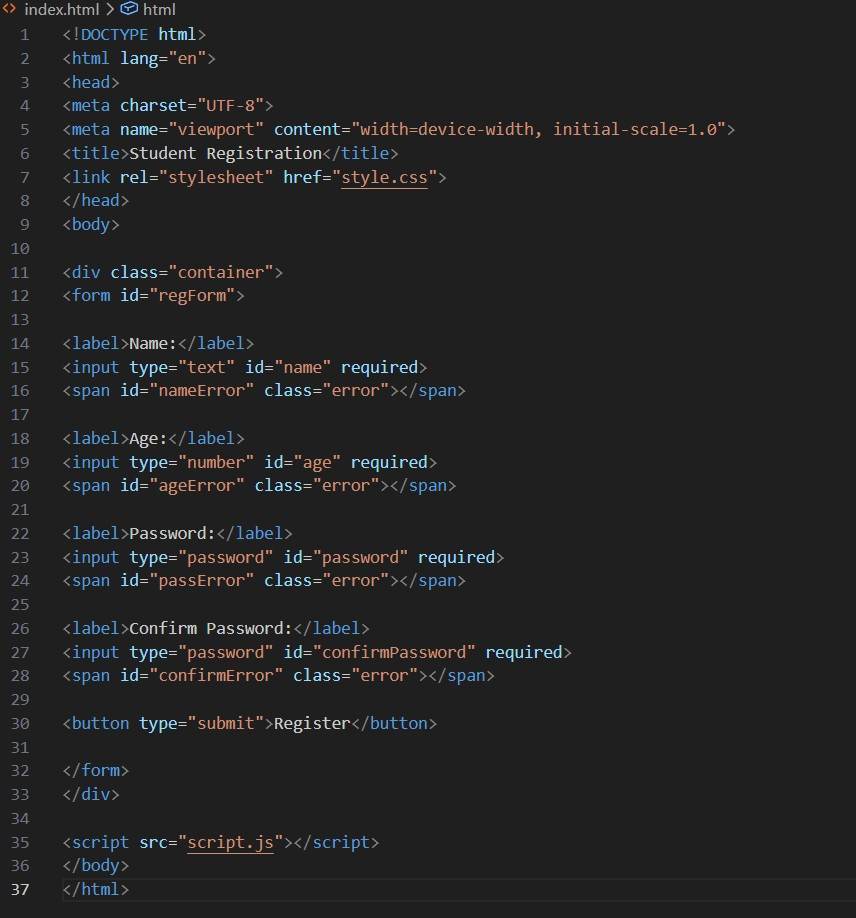 index.html > html
1 <!DOCTYPE html>
2 <html lang="en">
3 <head>
4 <meta charset="UTF-8">
5 <meta name="viewport" content="width=device-width, initial-scale=1.0">
6 <title>Student Registration</title>
7 <link rel="stylesheet" href="style.css">
8 </head>
9 <body>
10
11 <div class="container">
12 <form id="regForm">
13
14 <label>Name:</label>
15 <input type="text" id="name" required>
16 <span id="nameError" class="error"></span>
17
18 <label>Age:</label>
19 <input type="number" id="age" required>
20 <span id="ageError" class="error"></span>
21
22 <label>Password:</label>
23 <input type="password" id="password" required>
24 <span id="passError" class="error"></span>
25
26 <label>Confirm Password:</label>
27 <input type="password" id="confirmPassword" required>
28 <span id="confirmError" class="error"></span>
29
30 <button type="submit">Register</button>
31
32 </form>
33 </div>
34
35 <script src="script.js"></script>
36 </body>
37 </html>